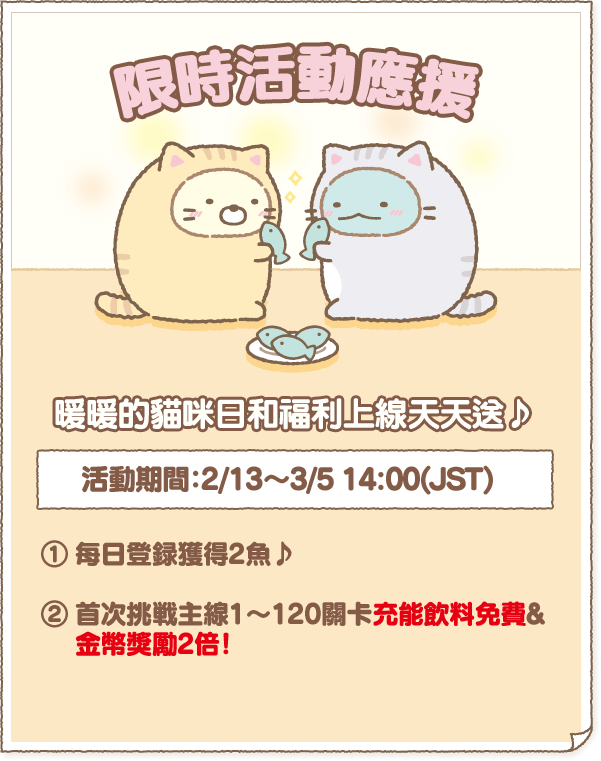 限時活動應援
暖暖的貓咪日和福利上線天天送♪
活動期間:2/13～3/5 14:00(JST)
① 每日登録獲得2魚♪
② 首次挑戦主線1～120關卡充能飲料免費&
金幣獎勵2倍!